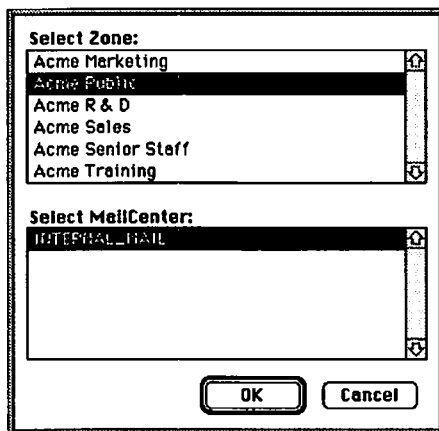 Select Zone:
Acme Marketing
Acme Public
Acme R & D
Acme Sales
Acme Senior Staff
Acme Training
Select MailCenter:
INTERNAL_MAIL
OK
Cancel